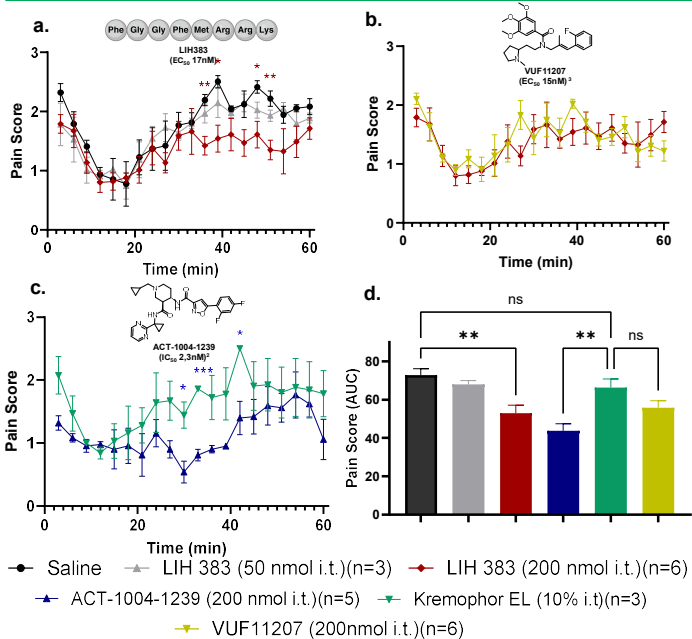 a.
Phe Gly Gly Phe Met Arg Arg Lys
LIH383
(EC50 17nM)
* *
** **
Pain Score
3
2
1
0
0 20 40 60
Time (min)
b.
O
O
O
O
N
N
F
VUF11207
(EC50 15nM) 3
Pain Score
3
2
1
0
0 20 40 60
Time (min)
c.
N
O
HN
O
HN
N
O
F
F
N
N
ACT-1004-1239
(IC50 2,3nM)2
*
***
*
Pain Score
3
2
1
0
0 20 40 60
Time (min)
d.
ns
** ** ns
Pain Score (AUC)
80
60
40
20
0
Saline LIH 383 (50 nmol i.t.)(n=3) LIH 383 (200 nmol i.t.)(n=6)
ACT-1004-1239 (200 nmol i.t.)(n=5) Kremophor EL (10% i.t)(n=3)
VUF11207 (200nmol i.t.)(n=6)